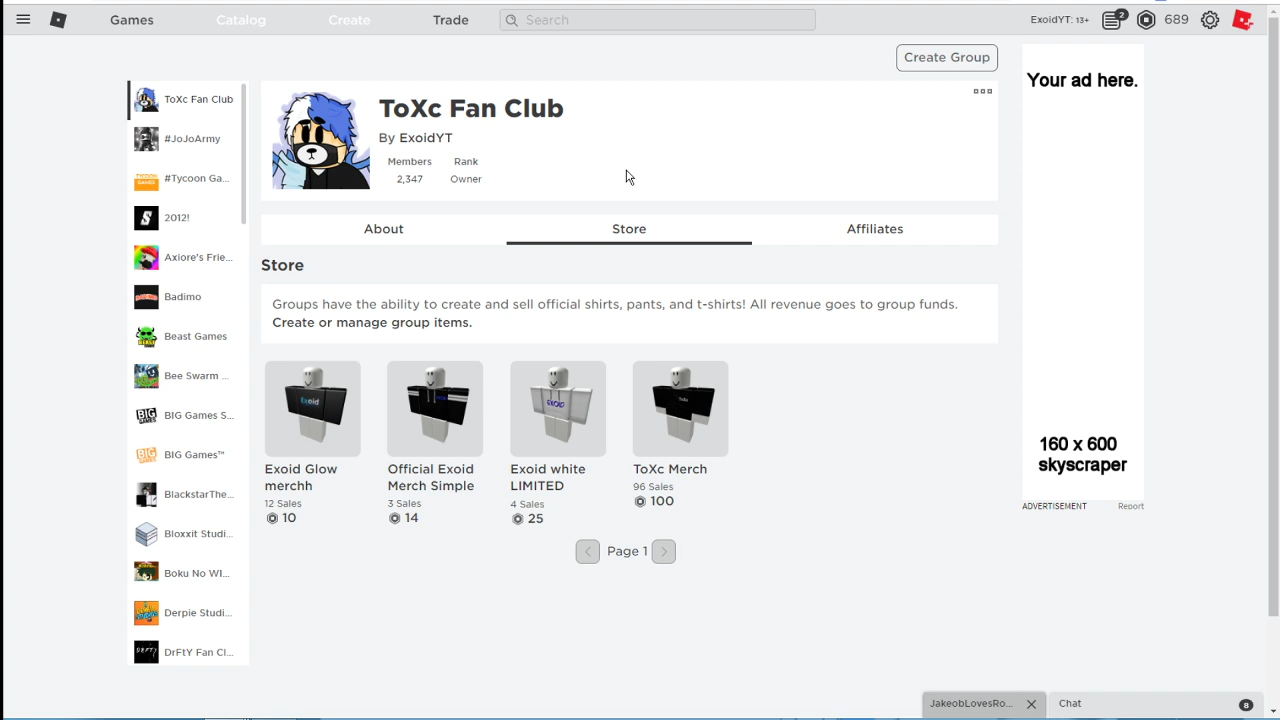 Games Catalog Create Trade Search ExoidYT: 13+ 2 689
Create Group
ToXc Fan Club
#JoJoArmy
#Tycoon Ga...
2012!
Axiore's Frie...
Badimo
Beast Games
Bee Swarm ...
BIG Games S...
BIG Games™
BlackstarThe...
Bloxxit Studi...
Boku No WI...
Derpie Studi...
DrFtY Fan Cl...
ToXc Fan Club
By ExoidYT
Members Rank
2,347 Owner
About Store Affiliates
Store
Groups have the ability to create and sell official shirts, pants, and t-shirts! All revenue goes to group funds.
Create or manage group items.
Exoid
EXOID
Exoid Glow
merchh
12 Sales
10
Official Exoid
Merch Simple
3 Sales
14
Exoid white
LIMITED
4 Sales
25
ToXc Merch
96 Sales
100
Page 1
Your ad here.
160 x 600
skyscraper
ADVERTISEMENT Report
JakeobLovesRo... Chat 8